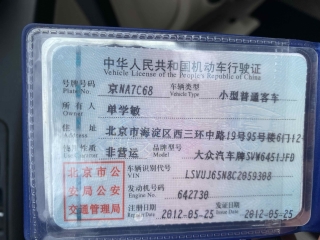 中华人民共和国机动车行驶证
Vehicle License of the People's Republic of China
号牌号码 京NA7C68 车辆类型 小型普通客车
Plate No. Vehicle Type
所有人 单学敏
Owner
住址 北京市海淀区西三环中路19号95号楼6门12
Address
使用性质 非营运 品牌型号 大众汽车牌SVW6451JFD
北京市公安局公安交通管理局
车辆识别代号 LSVUJ65N8C2059308
VIN
发动机号码 642730
Engine No.
注册日期 2012-05-25 发证日期 2012-05-25
Register Date Issue Date